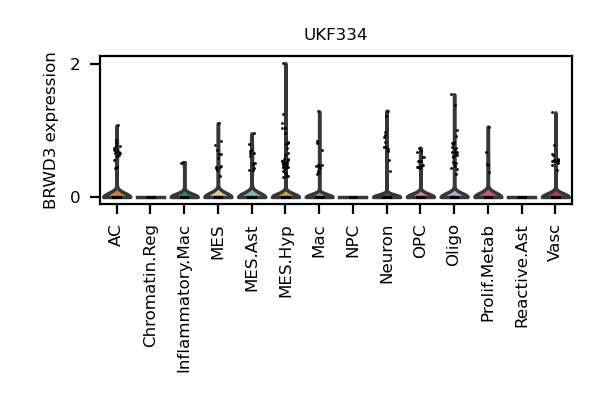 UKF334
BRWD3 expression
2
0
AC
Chromatin.Reg
Inflammatory.Mac
MES
MES.Ast
MES.Hyp
Mac
NPC
Neuron
OPC
Oligo
Prolif.Metab
Reactive.Ast
Vasc